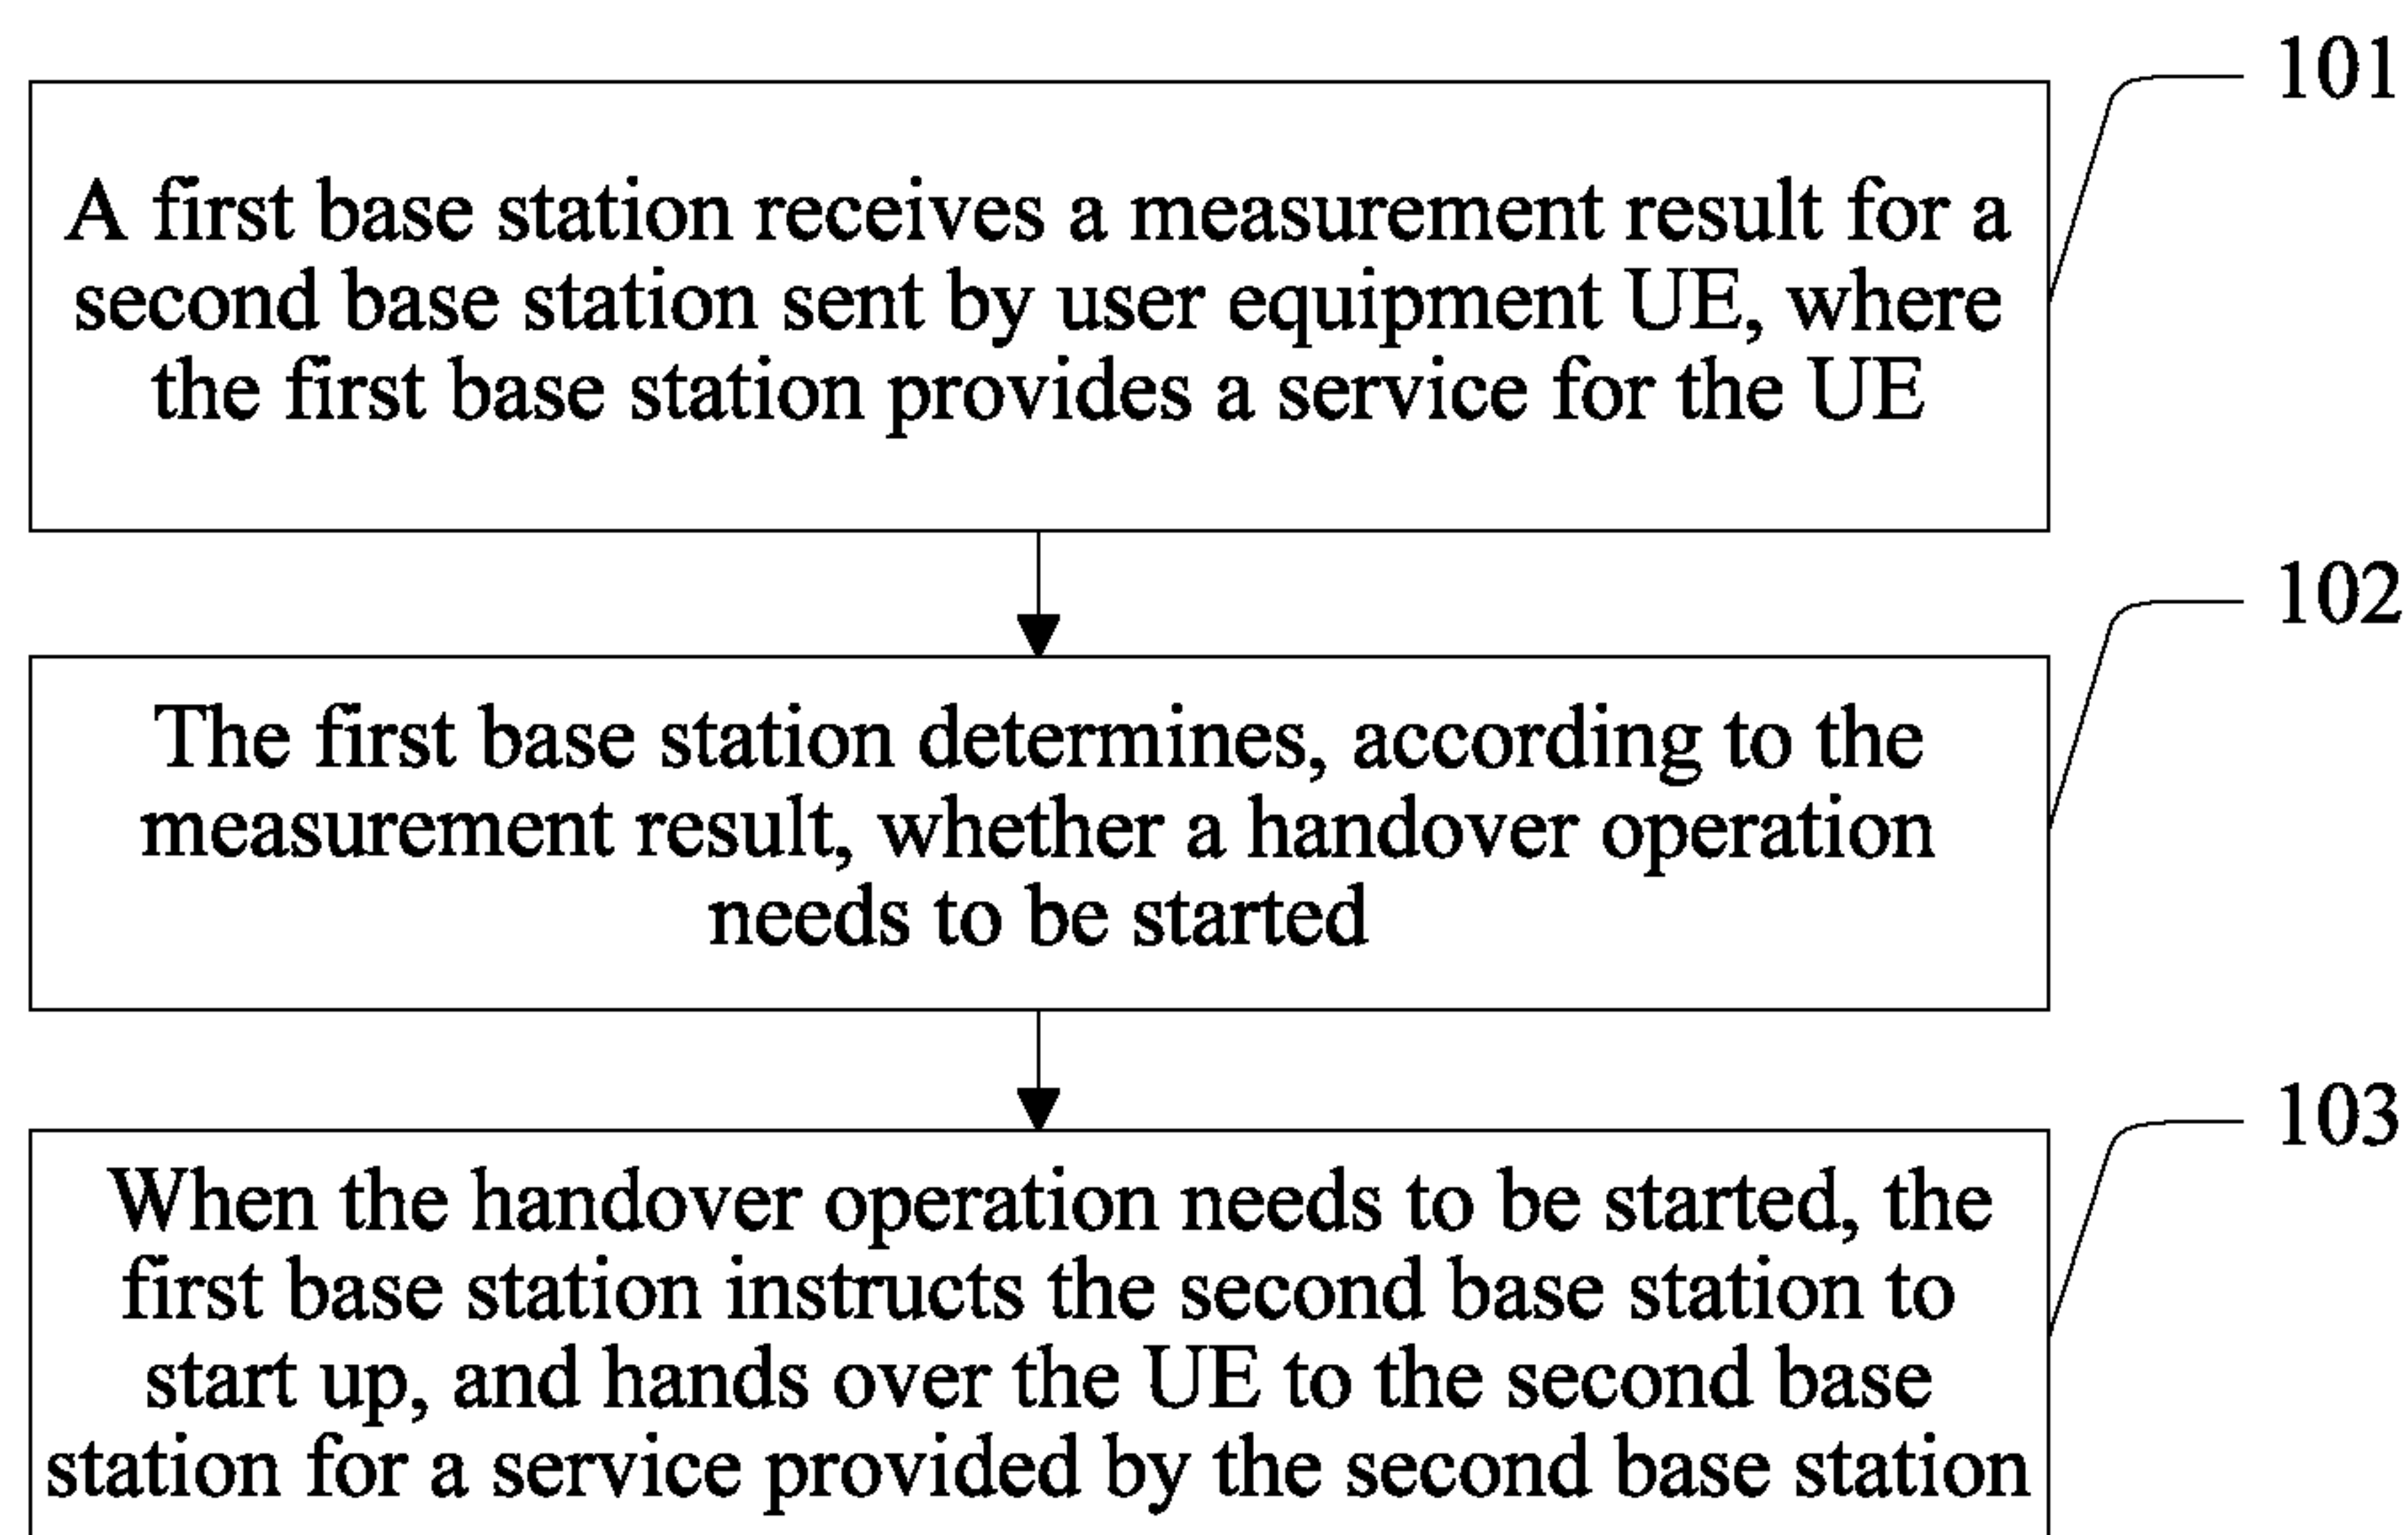 101
A first base station receives a measurement result for a
second base station sent by user equipment UE, where
the first base station provides a service for the UE
102
The first base station determines, according to the
measurement result, whether a handover operation
needs to be started
103
When the handover operation needs to be started, the
first base station instructs the second base station to
start up, and hands over the UE to the second base
station for a service provided by the second base station